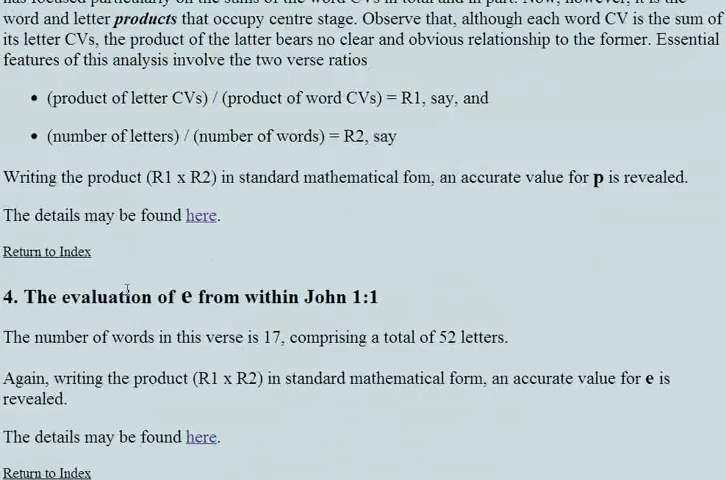 word and letter products that occupy centre stage. Observe that, although each word CV is the sum of
its letter CVs, the product of the latter bears no clear and obvious relationship to the former. Essential
features of this analysis involve the two verse ratios
• (product of letter CVs) / (product of word CVs) = R1, say, and
• (number of letters) / (number of words) = R2, say
Writing the product (R1 x R2) in standard mathematical fom, an accurate value for p is revealed.
The details may be found here.
Return to Index
4. The evaluation of e from within John 1:1
The number of words in this verse is 17, comprising a total of 52 letters.
Again, writing the product (R1 x R2) in standard mathematical form, an accurate value for e is
revealed.
The details may be found here.
Return to Index